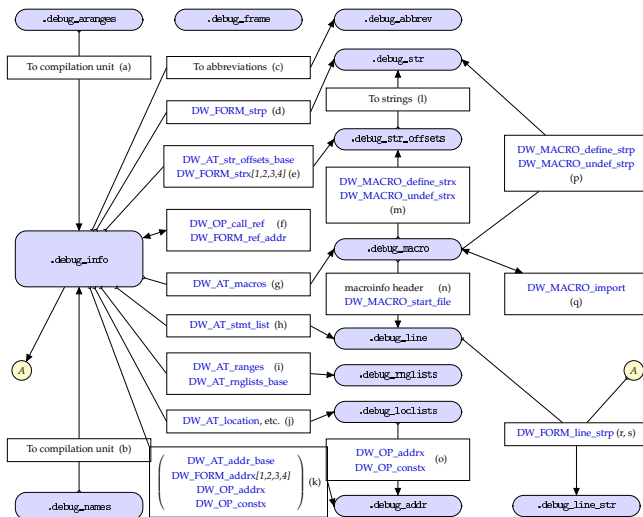 .debug_aranges
.debug_frame
.debug_abbrev
To compilation unit (a)
To abbreviations (c)
.debug_str
DW_FORM_strp (d)
To strings (l)
.debug_str_offsets
DW_AT_str_offsets_base
DW_FORM_strx[1,2,3,4] (e)
DW_MACRO_define_strp
DW_MACRO_undef_strp
(p)
DW_MACRO_define_strx
DW_MACRO_undef_strx
(m)
DW_OP_call_ref (f)
DW_FORM_ref_addr
.debug_info
.debug_macro
DW_AT_macros (g)
macroinfo header (n)
DW_MACRO_start_file
DW_MACRO_import
(q)
DW_AT_stmt_list (h)
.debug_line
A
DW_AT_ranges (i)
DW_AT_rnglists_base
.debug_rnglists
A
DW_AT_location, etc. (j)
.debug_loclists
DW_FORM_line_strp (r, s)
To compilation unit (b)
DW_AT_addr_base
DW_FORM_addrx[1,2,3,4]
DW_OP_addrx
DW_OP_constx
(k)
DW_OP_addrx (o)
DW_OP_constx
.debug_names
.debug_addr
.debug_line_str